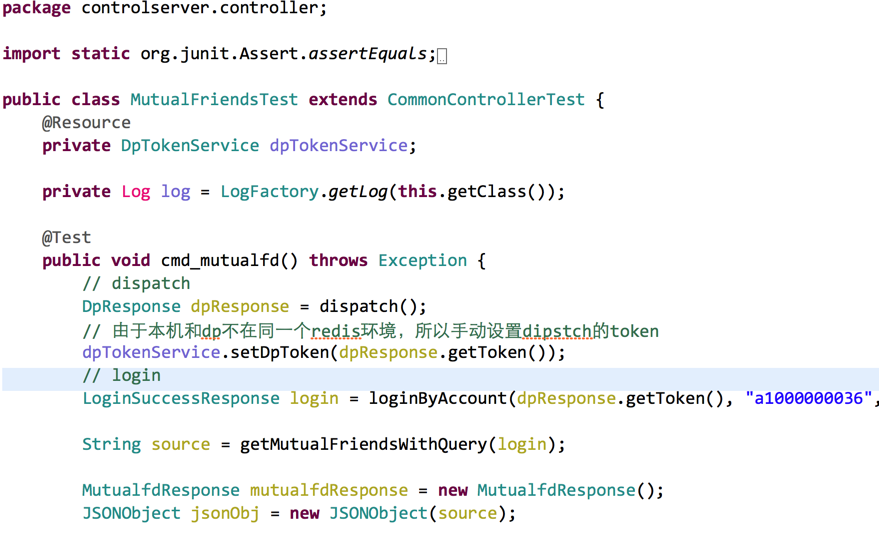 package controlserver.controller;
import static org.junit.Assert.assertEquals;
public class MutualFriendsTest extends CommonControllerTest {
@Resource
private DpTokenService dpTokenService;
private Log log = LogFactory.getLog(this.getClass());
@Test
public void cmd_mutualfd() throws Exception {
// dispatch
DpResponse dpResponse = dispatch();
// 由于本机和dp不在同一个redis环境，所以手动设置dipstch的token
dpTokenService.setDpToken(dpResponse.getToken());
// login
LoginSuccessResponse login = loginByAccount(dpResponse.getToken(), "a1000000036",
String source = getMutualFriendsWithQuery(login);
MutualfdResponse mutualfdResponse = new MutualfdResponse();
JSONObject jsonObj = new JSONObject(source);